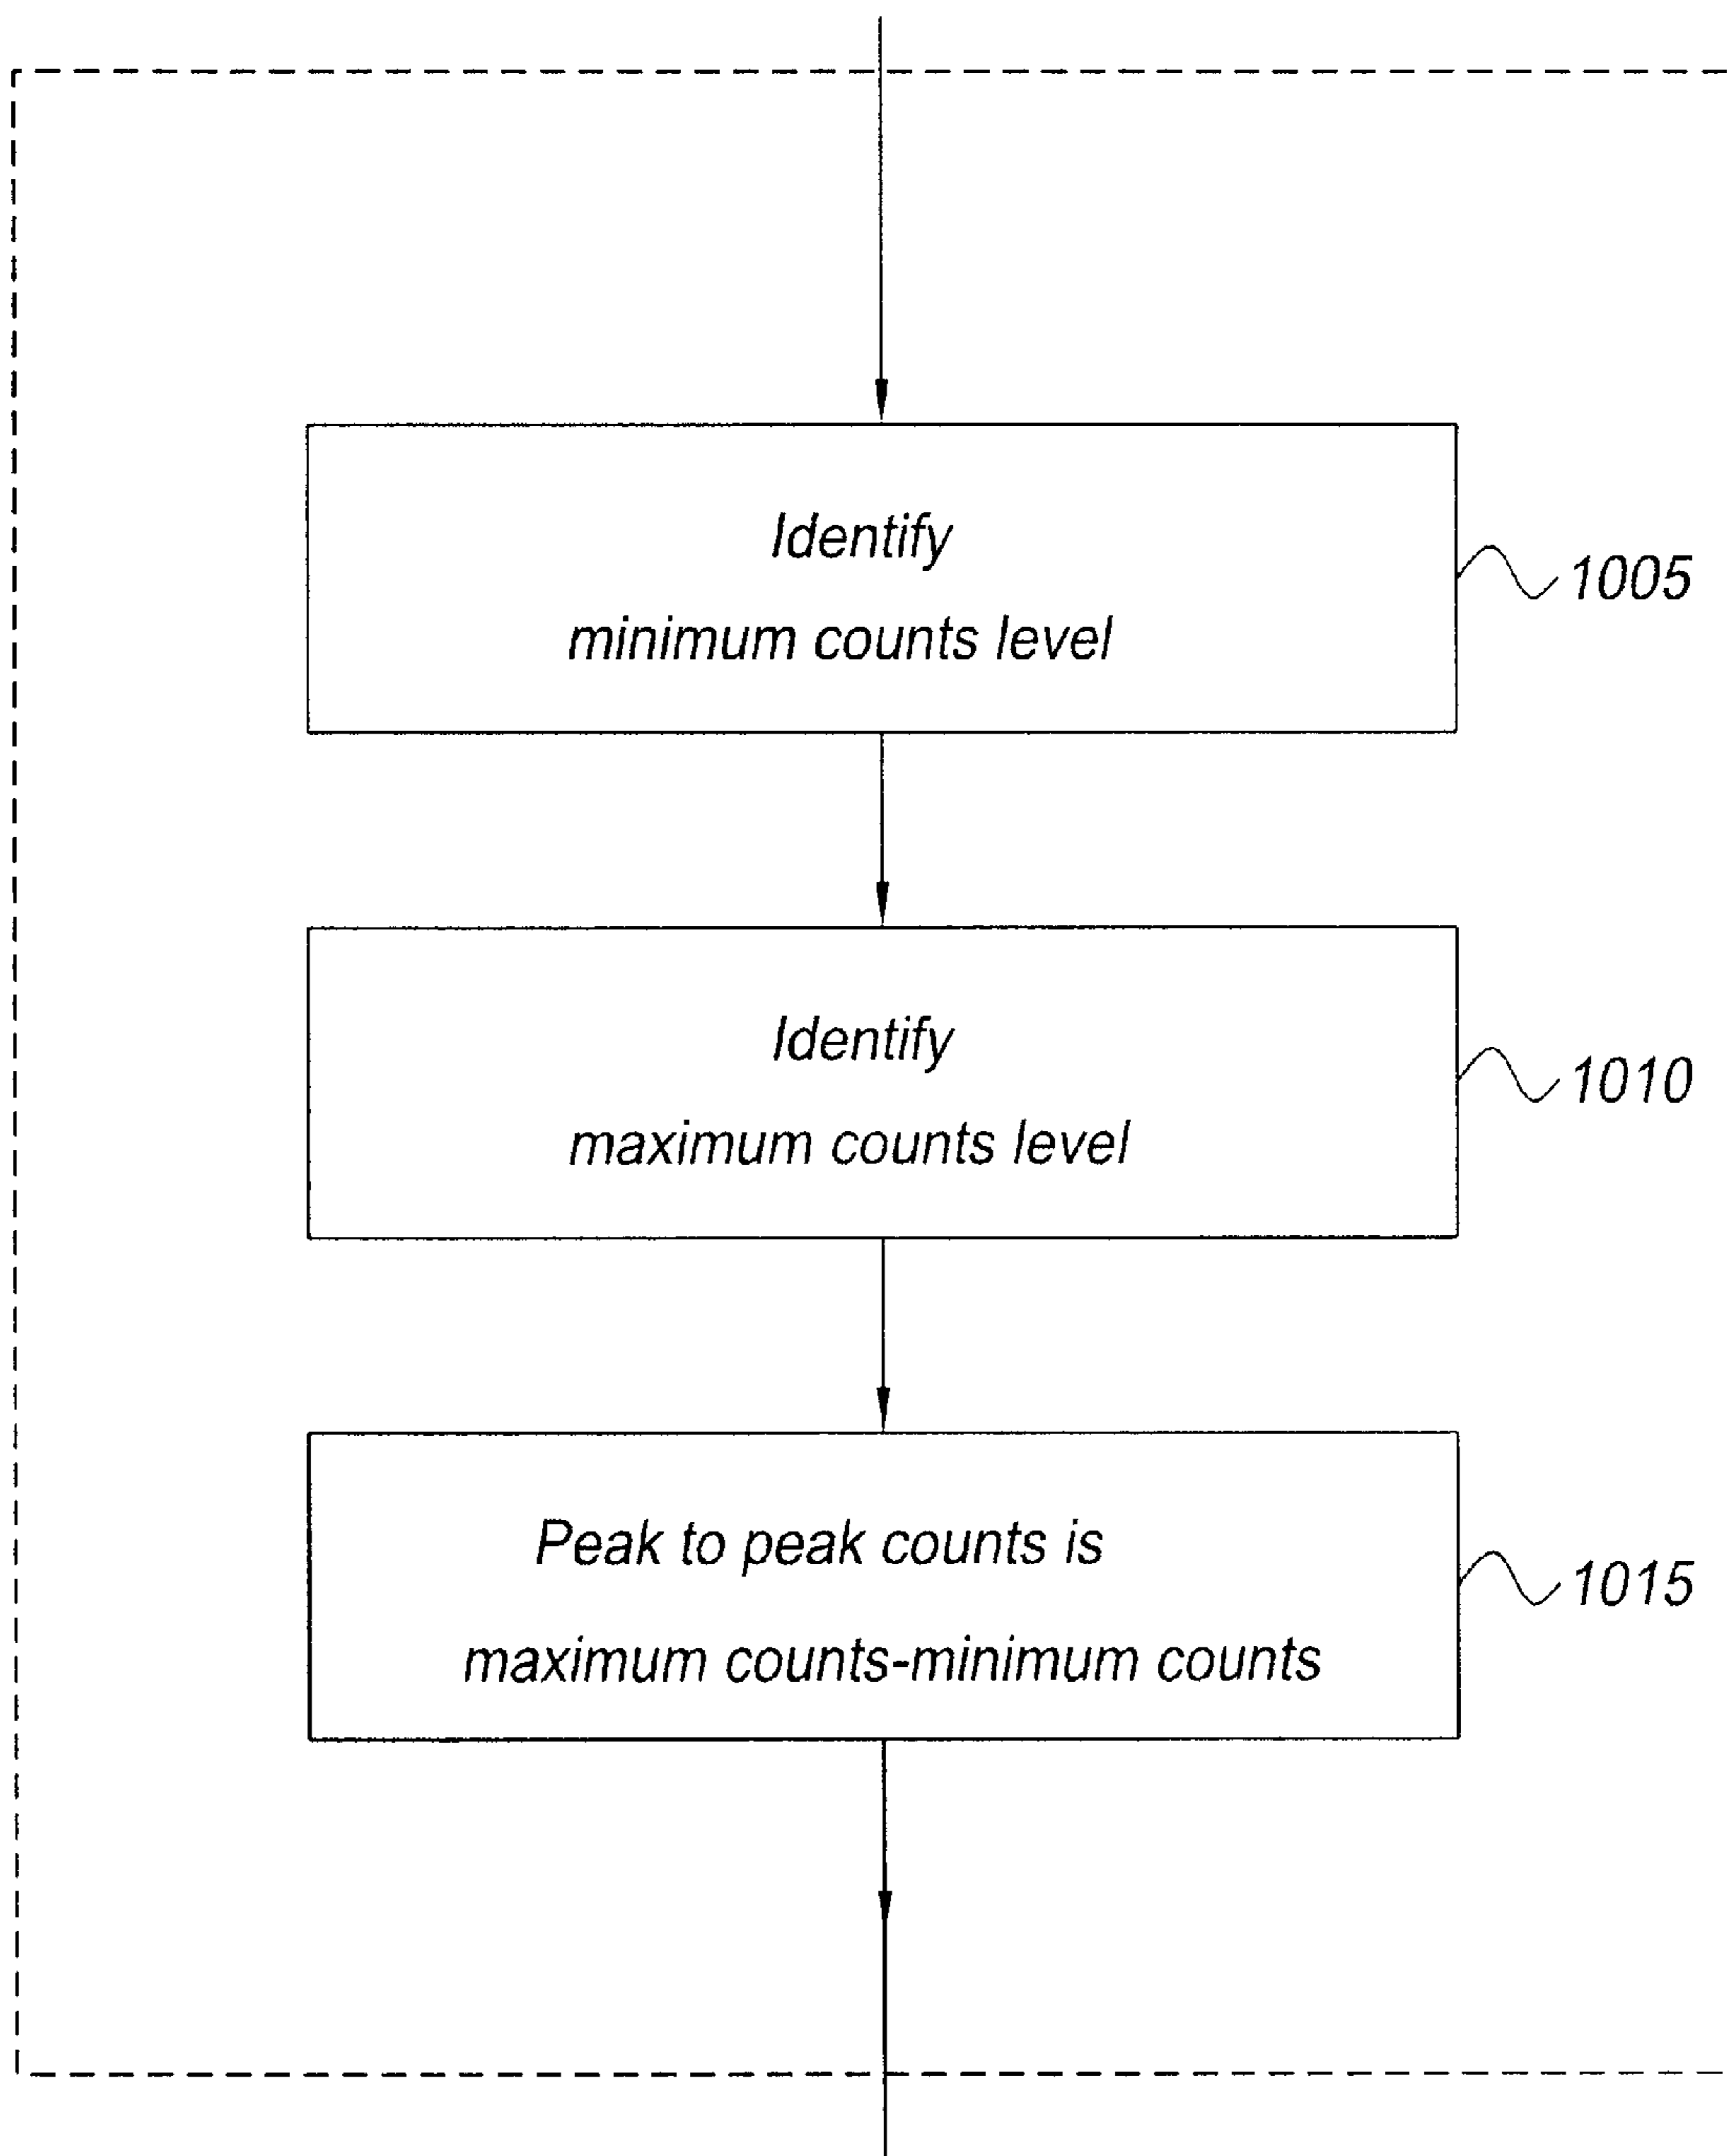 Identify
minimum counts level
1005
Identify
maximum counts level
1010
Peak to peak counts is
maximum counts-minimum counts
1015